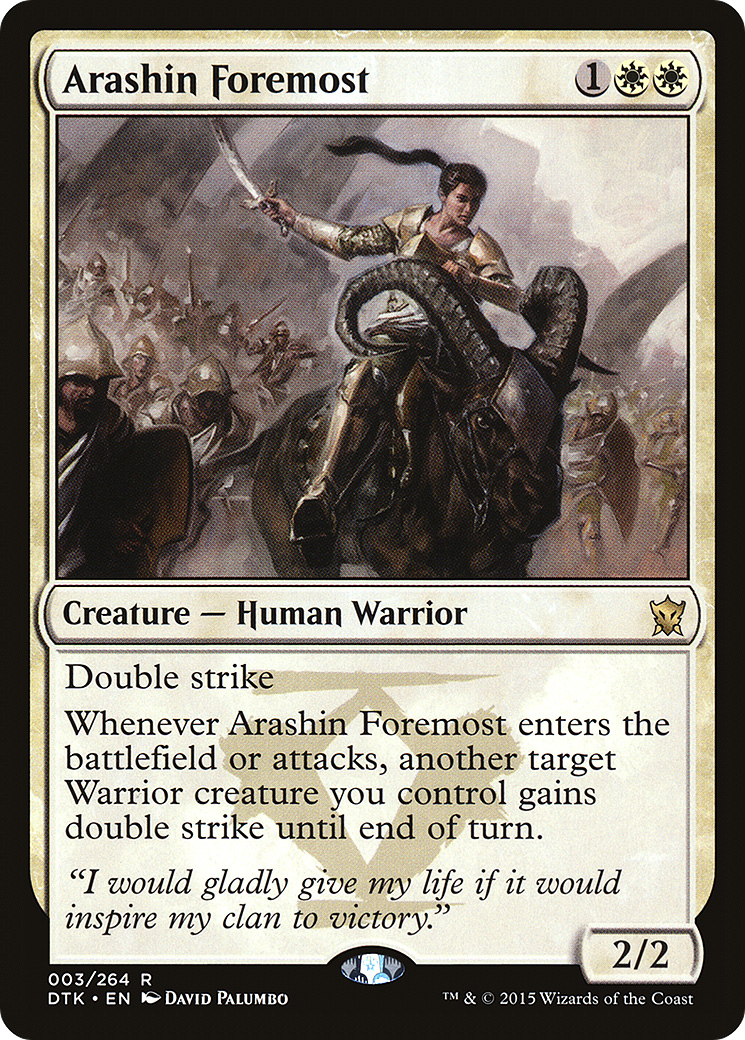 Arashin Foremost 1
Creature — Human Warrior
Double strike
Whenever Arashin Foremost enters the
battlefield or attacks, another target
Warrior creature you control gains
double strike until end of turn.
“I would gladly give my life if it would
inspire my clan to victory.”
2/2
003/264 R
DTK • EN David Palumbo ™ & © 2015 Wizards of the Coast